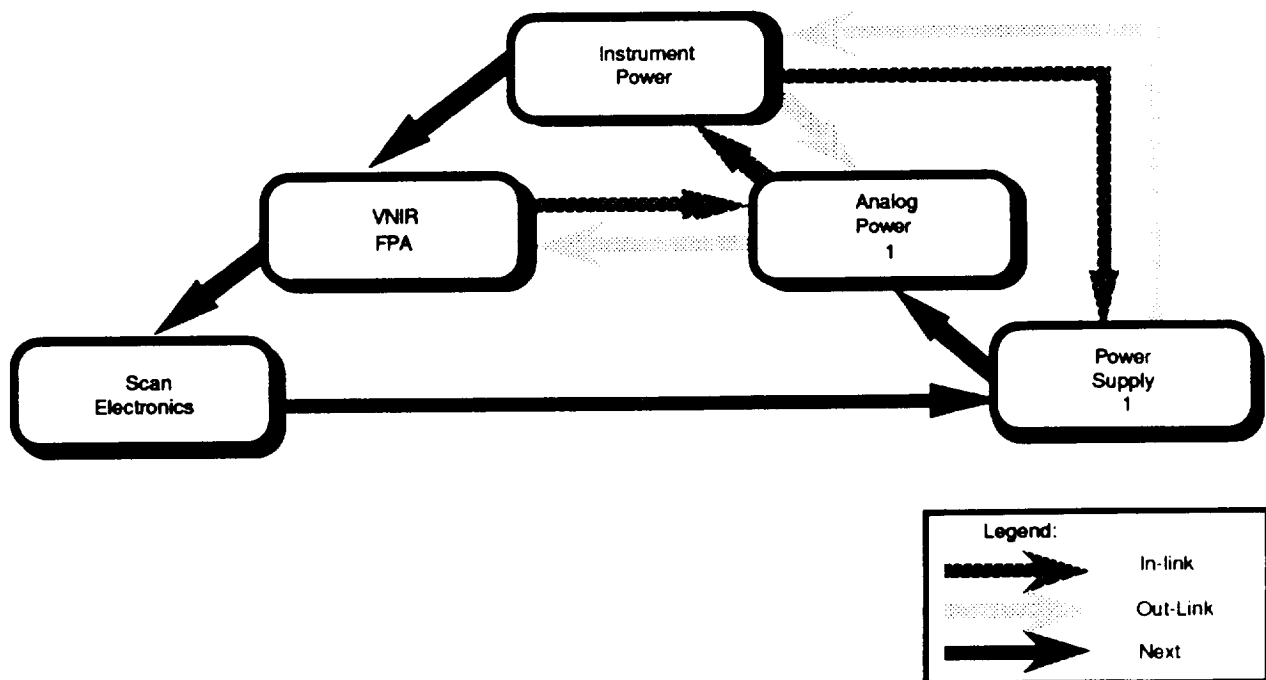 Instrument
Power
VNIR
FPA
Analog
Power
1
Scan
Electronics
Power
Supply
1
Legend:
In-link
Out-Link
Next